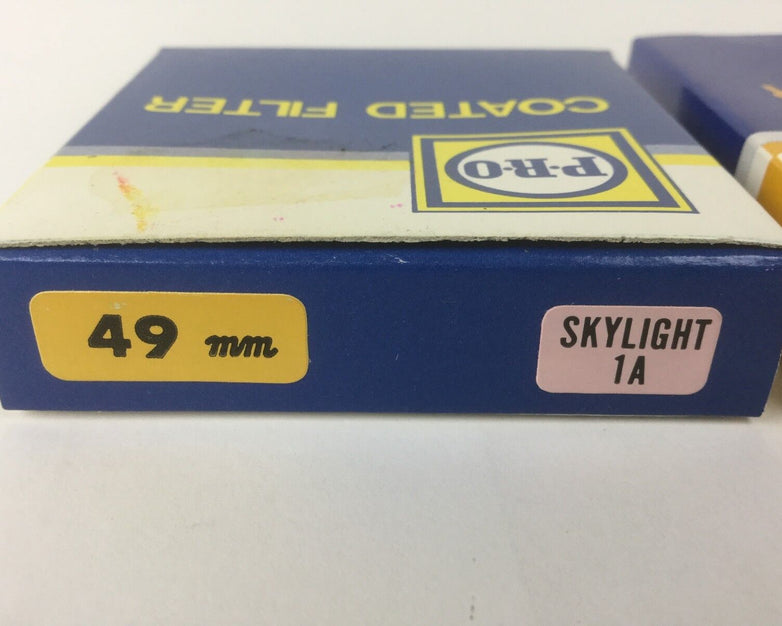 COATED FILTER
P·R·O
49 mm
SKYLIGHT
1A